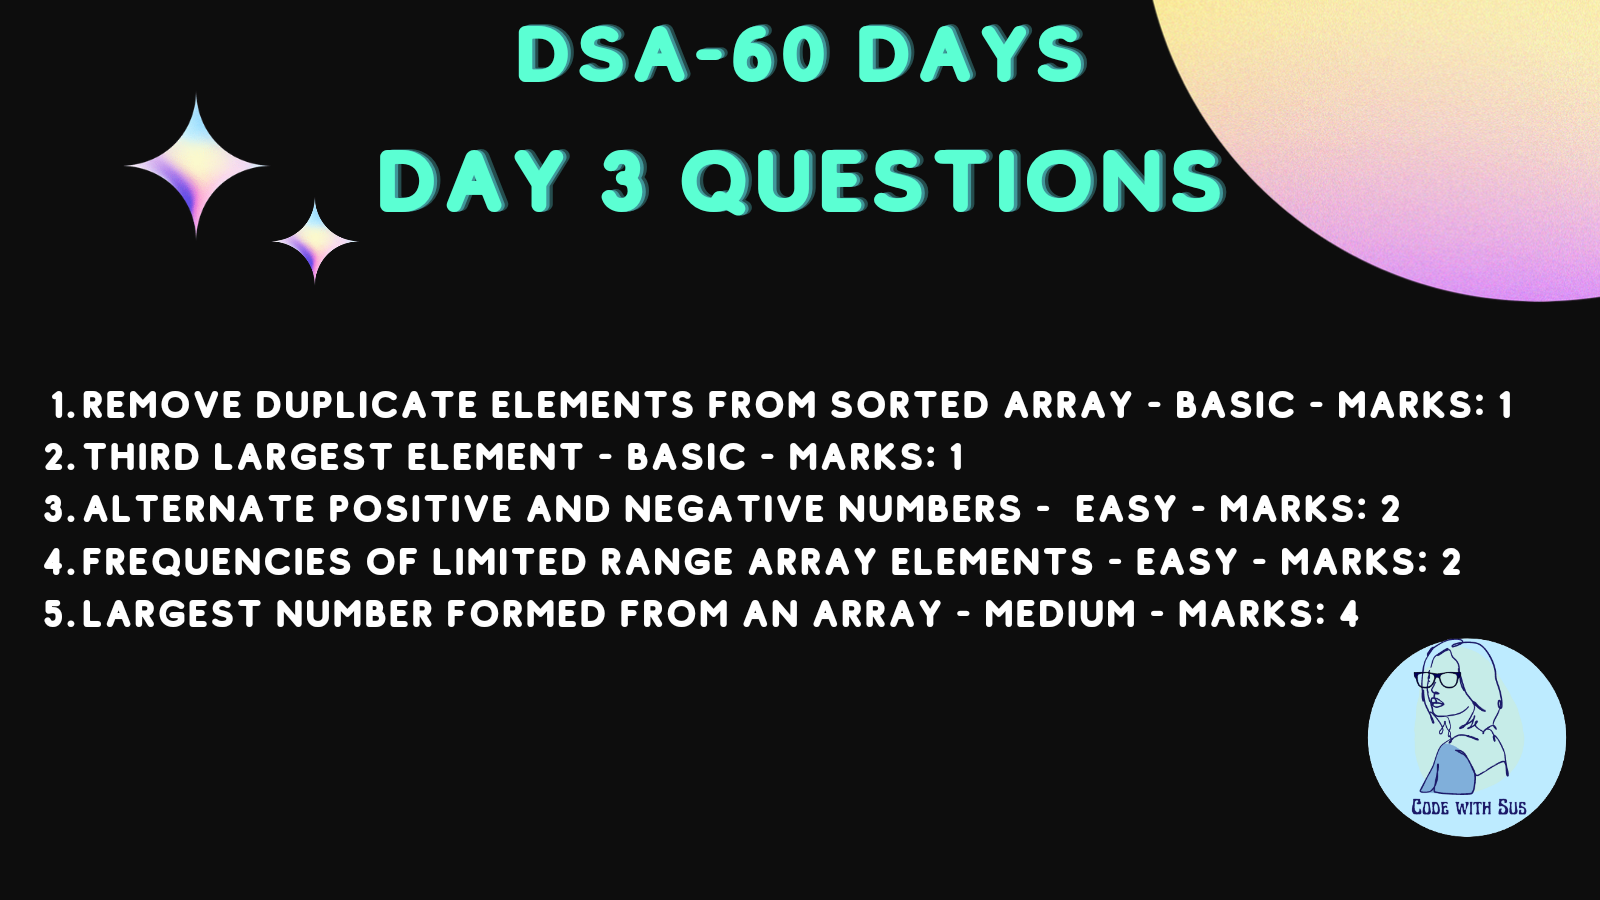 DSA-60 DAYS
DAY 3 QUESTIONS
1. REMOVE DUPLICATE ELEMENTS FROM SORTED ARRAY - BASIC - MARKS: 1
2. THIRD LARGEST ELEMENT - BASIC - MARKS: 1
3. ALTERNATE POSITIVE AND NEGATIVE NUMBERS - EASY - MARKS: 2
4. FREQUENCIES OF LIMITED RANGE ARRAY ELEMENTS - EASY - MARKS: 2
5. LARGEST NUMBER FORMED FROM AN ARRAY - MEDIUM - MARKS: 4
CODE WITH SUS